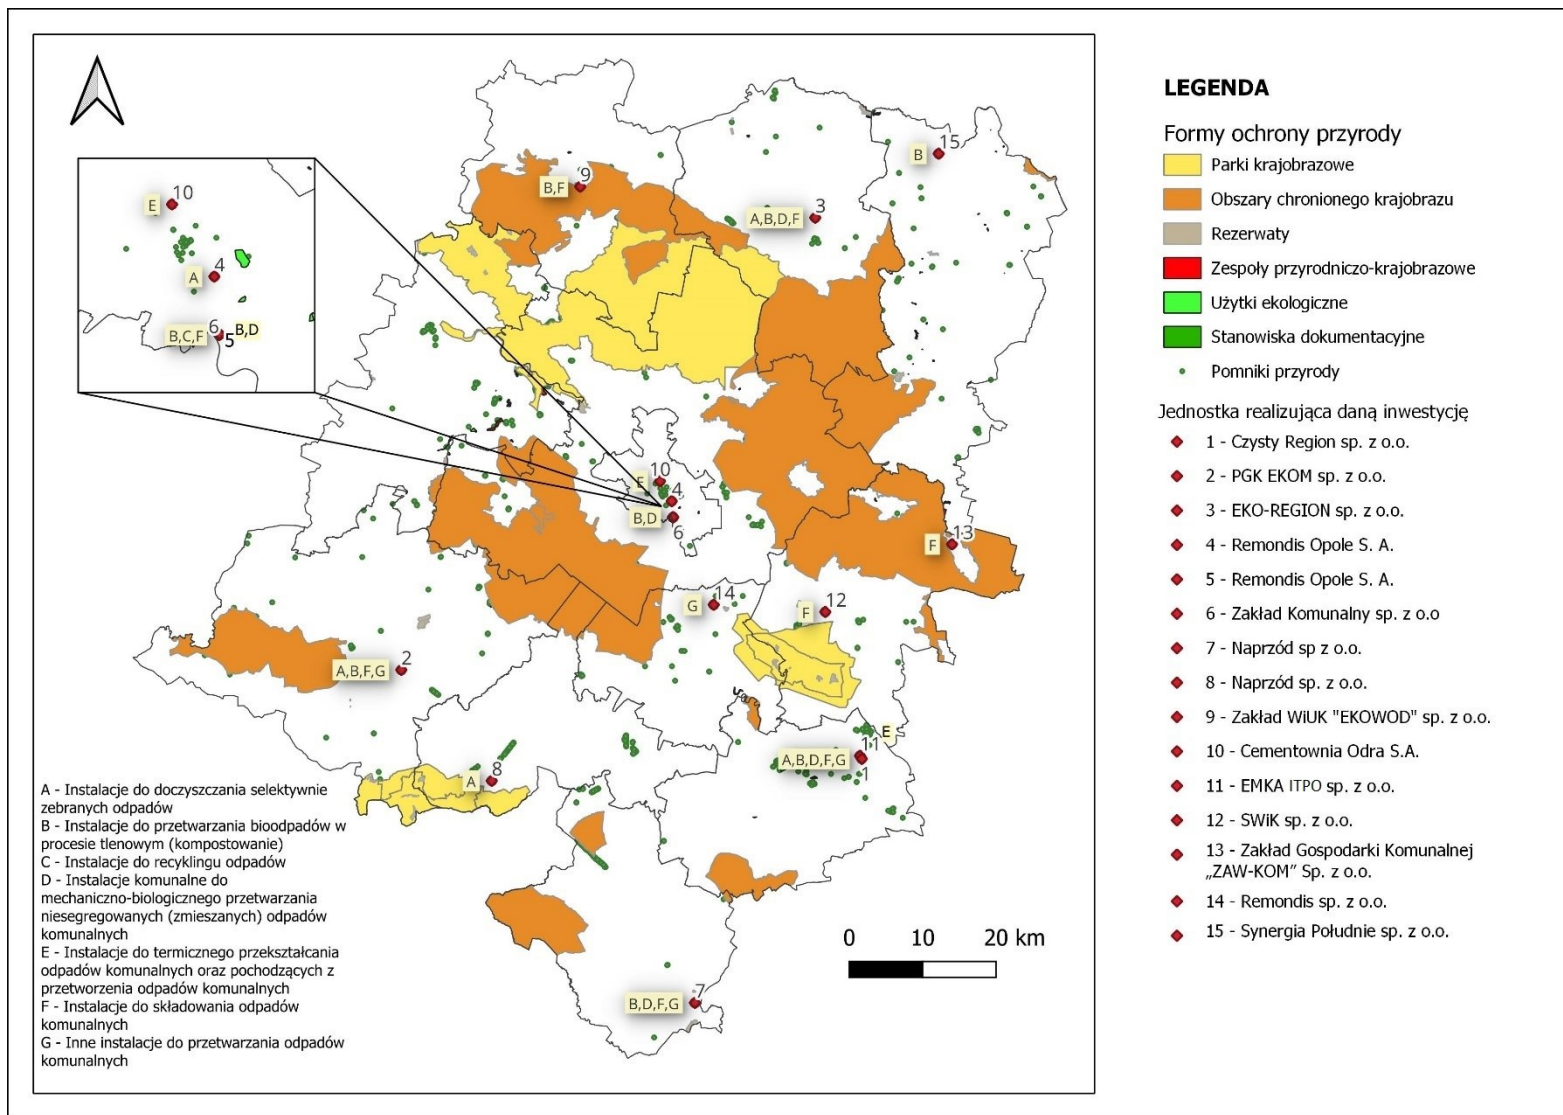 LEGENDA
Formy ochrony przyrody
Parki krajobrazowe
Obszary chronionego krajobrazu
Rezerwaty
Zespoły przyrodniczo-krajobrazowe
Użytki ekologiczne
Stanowiska dokumentacyjne
Pomniki przyrody
Jednostka realizująca daną inwestycję
1 - Czysty Region sp. z o.o.
2 - PGK EKOM sp. z o.o.
3 - EKO-REGION sp. z o.o.
4 - Remondis Opole S. A.
5 - Remondis Opole S. A.
6 - Zakład Komunalny sp. z o.o
7 - Naprzód sp z o.o.
8 - Naprzód sp. z o.o.
9 - Zakład WiUK "EKOWOD" sp. z o.o.
10 - Cementownia Odra S.A.
11 - EMKA ITPO sp. z o.o.
12 - SWiK sp. z o.o.
13 - Zakład Gospodarki Komunalnej
„ZAW-KOM” Sp. z o.o.
14 - Remondis sp. z o.o.
15 - Synergia Południe sp. z o.o.
15
B
9
B,F
3
A,B,D,F
10
E
4
A
6
B,C,F
5
B,D
10
E
4
B,D
6
13
F
14
G
12
F
2
A,B,F,G
E
11
A,B,D,F,G
1
8
A
7
B,D,F,G
0 10 20 km
A - Instalacje do doczyszczania selektywnie
zebranych odpadów
B - Instalacje do przetwarzania bioodpadów w
procesie tlenowym (kompostowanie)
C - Instalacje do recyklingu odpadów
D - Instalacje komunalne do
mechaniczno-biologicznego przetwarzania
niesegregowanych (zmieszanych) odpadów
komunalnych
E - Instalacje do termicznego przekształcania
odpadów komunalnych oraz pochodzących z
przetworzenia odpadów komunalnych
F - Instalacje do składowania odpadów
komunalnych
G - Inne instalacje do przetwarzania odpadów
komunalnych